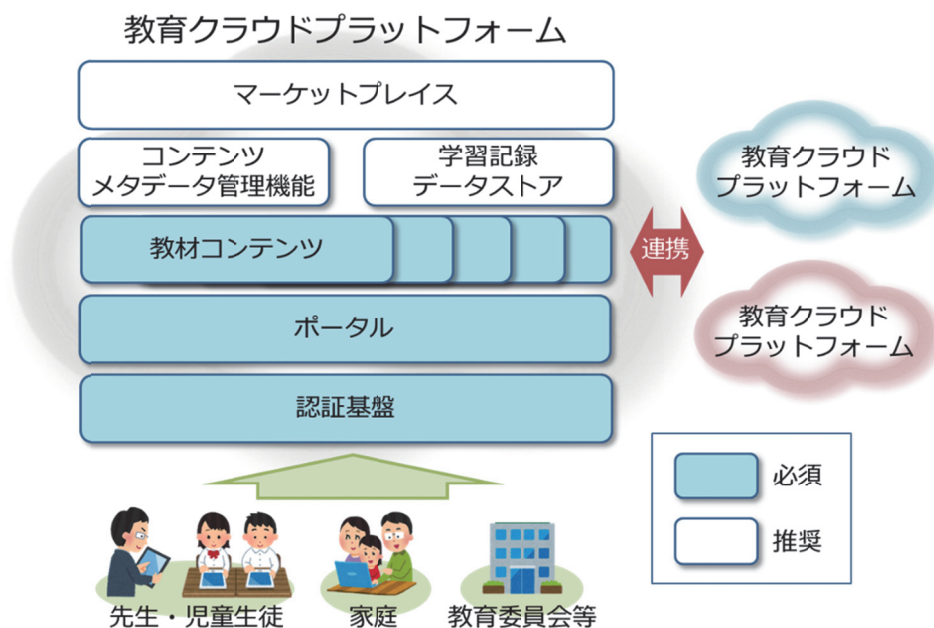 教育クラウドプラットフォーム
マーケットプレイス
コンテンツ
メタデータ管理機能
学習記録
データストア
教材コンテンツ
ポータル
認証基盤
連携
教育クラウド
プラットフォーム
教育クラウド
プラットフォーム
必須
推奨
先生・児童生徒
家庭
教育委員会等